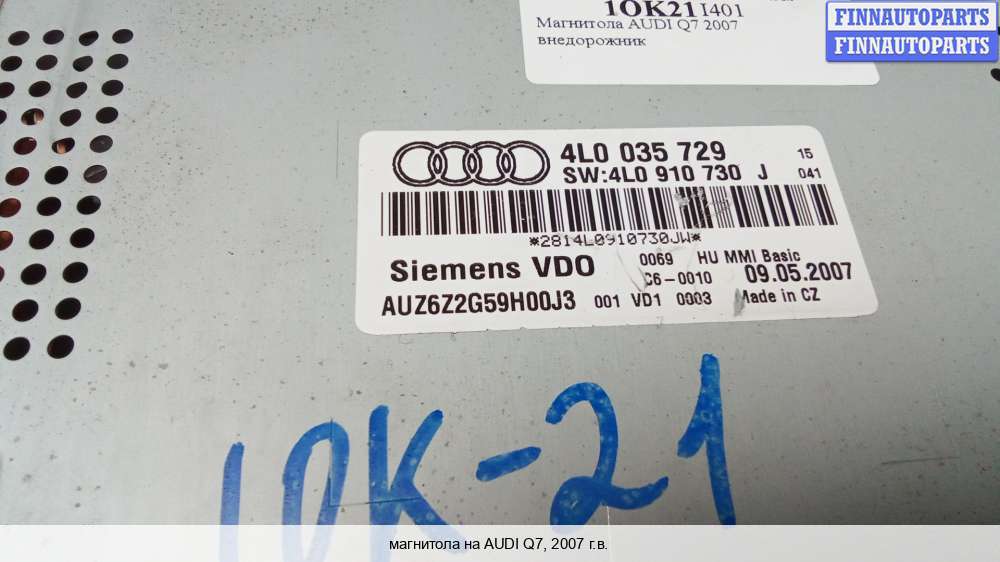 1OK21I401
Магнитола AUDI Q7 2007
внедорожник
FINNAUTOPARTS
FINNAUTOPARTS
4L0 035 729 15
SW:4L0 910 730 J 041
*2814L0910730JW*
Siemens VDO 0069 HU MMI Basic
C6-0010 09.05.2007
AUZ6Z2G59H00J3 001 VD1 0003 Made in CZ
10K-21
магнитола на AUDI Q7, 2007 г.в.